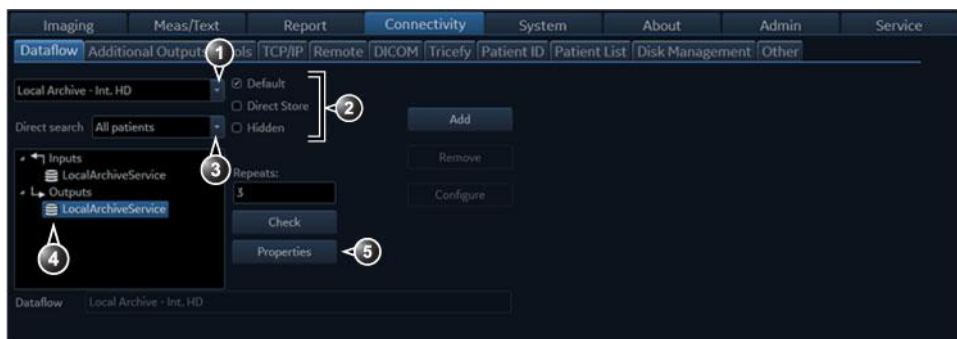 Imaging Meas/Text Report Connectivity System About Admin Service
Dataflow Additional Outputs ols TCP/IP Remote DICOM Tricefy Patient ID Patient List Disk Management Other
1
Local Archive - Int. HD
Default
Direct Store
Hidden
2
Add
Direct search All patients
3
Remove
Inputs
LocalArchiveService
Outputs
LocalArchiveService
4
Repeats:
3
Configure
Check
Properties
5
Dataflow Local Archive - Int. HD